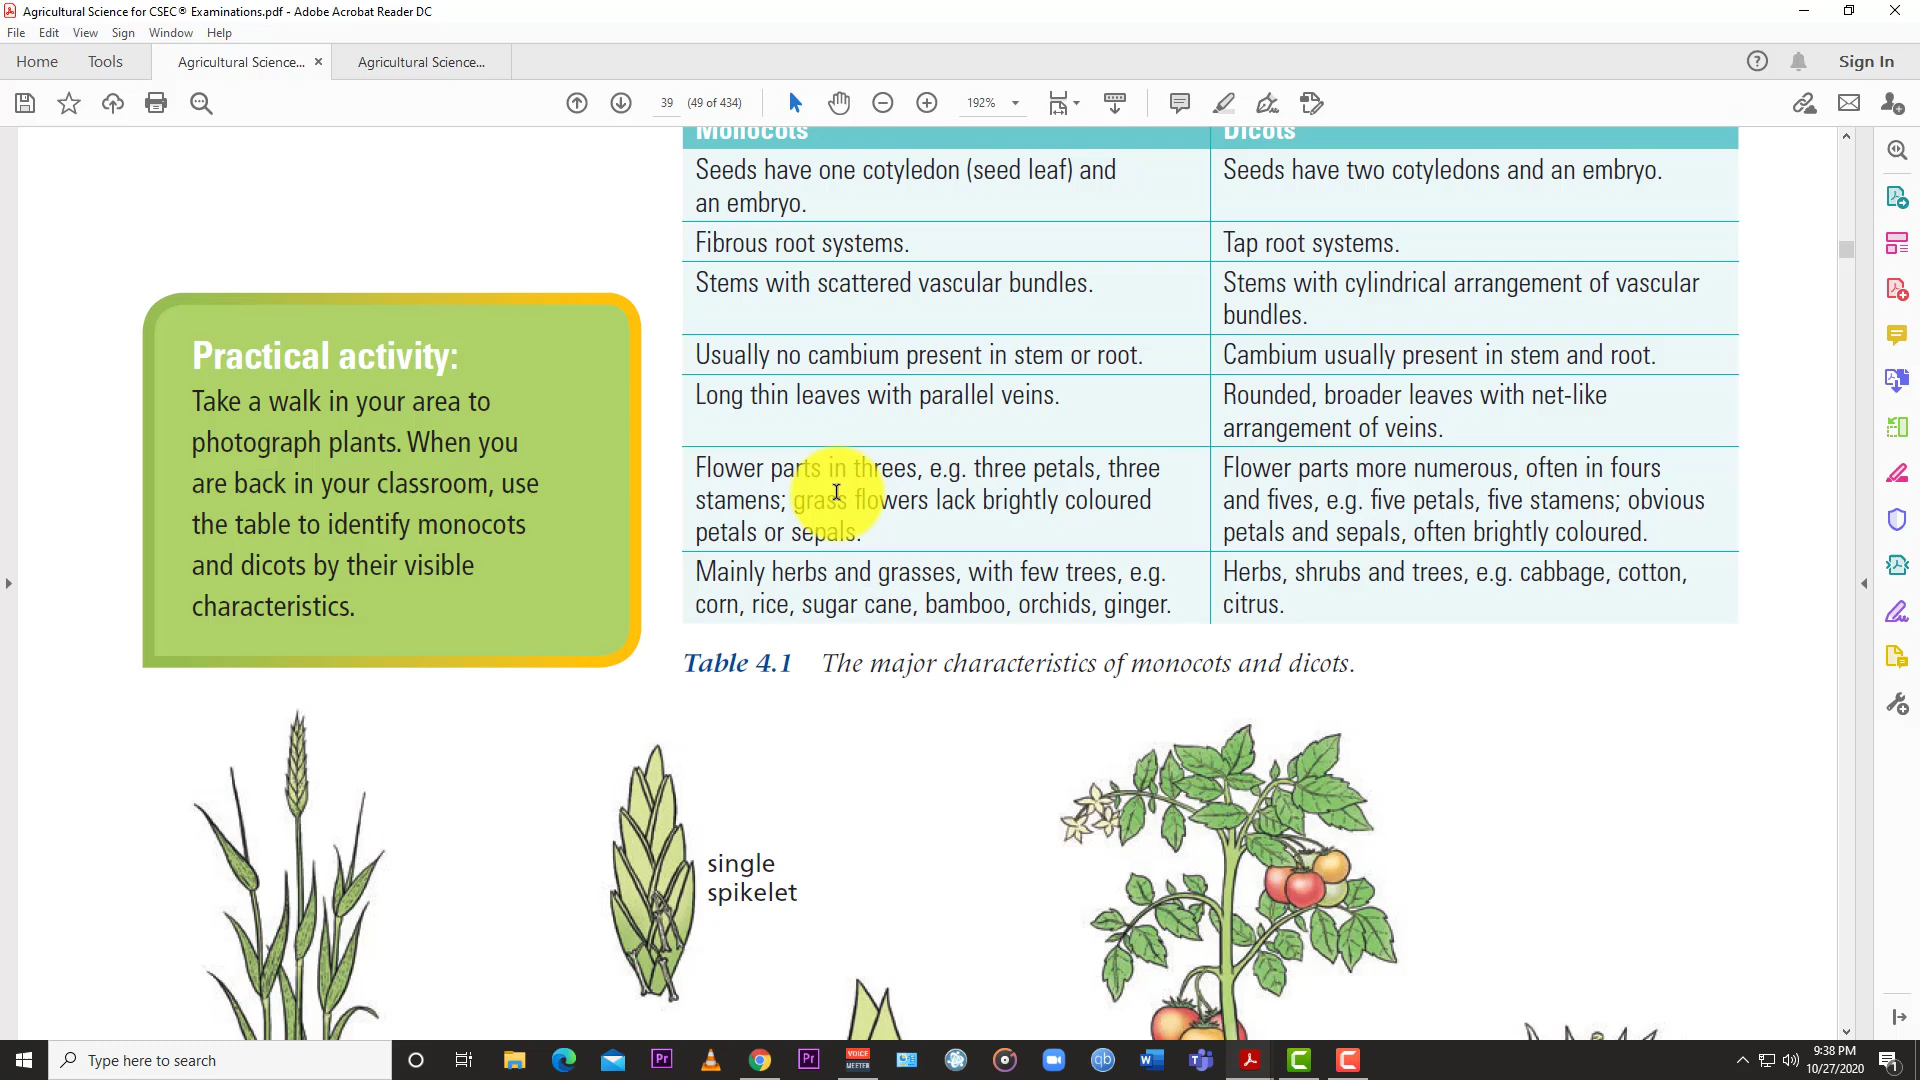 Agricultural Science for CSEC® Examinations.pdf - Adobe Acrobat Reader DC
File Edit View Sign Window Help
Home Tools Agricultural Science... × Agricultural Science... Sign In
39 (49 of 434) 192%
Monocots Dicots
Seeds have one cotyledon (seed leaf) and
an embryo.
Seeds have two cotyledons and an embryo.
Fibrous root systems.
Tap root systems.
Stems with scattered vascular bundles.
Stems with cylindrical arrangement of vascular
bundles.
Usually no cambium present in stem or root.
Cambium usually present in stem and root.
Long thin leaves with parallel veins.
Rounded, broader leaves with net-like
arrangement of veins.
Flower parts in threes, e.g. three petals, three
stamens; grass flowers lack brightly coloured
petals or sepals.
Flower parts more numerous, often in fours
and fives, e.g. five petals, five stamens; obvious
petals and sepals, often brightly coloured.
Mainly herbs and grasses, with few trees, e.g.
corn, rice, sugar cane, bamboo, orchids, ginger.
Herbs, shrubs and trees, e.g. cabbage, cotton,
citrus.
Table 4.1 The major characteristics of monocots and dicots.
Practical activity:
Take a walk in your area to
photograph plants. When you
are back in your classroom, use
the table to identify monocots
and dicots by their visible
characteristics.
single
spikelet
Type here to search
Pr
Pr
VOICE
MEETER
qb
9:38 PM
10/27/2020
1